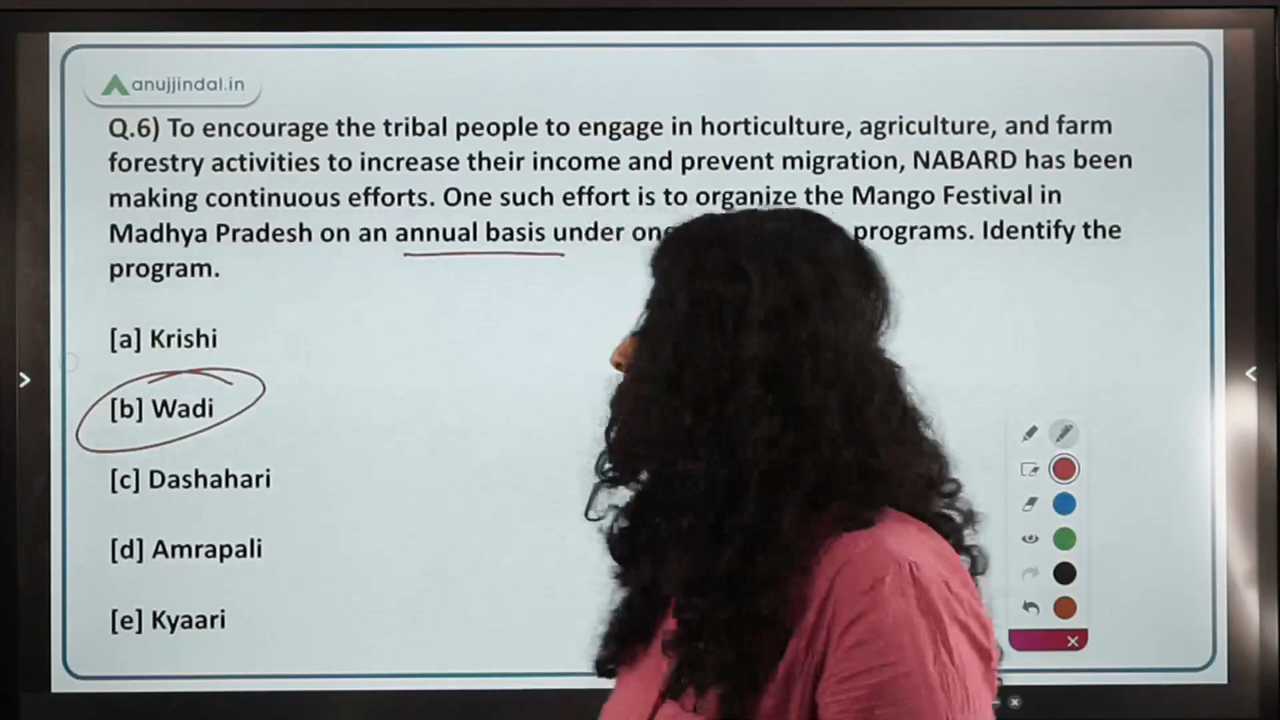 anujjindal.in
Q.6) To encourage the tribal people to engage in horticulture, agriculture, and farm
forestry activities to increase their income and prevent migration, NABARD has been
making continuous efforts. One such effort is to organize the Mango Festival in
Madhya Pradesh on an annual basis under programs. Identify the
program.
[a] Krishi
[b] Wadi
[c] Dashahari
[d] Amrapali
[e] Kyaari